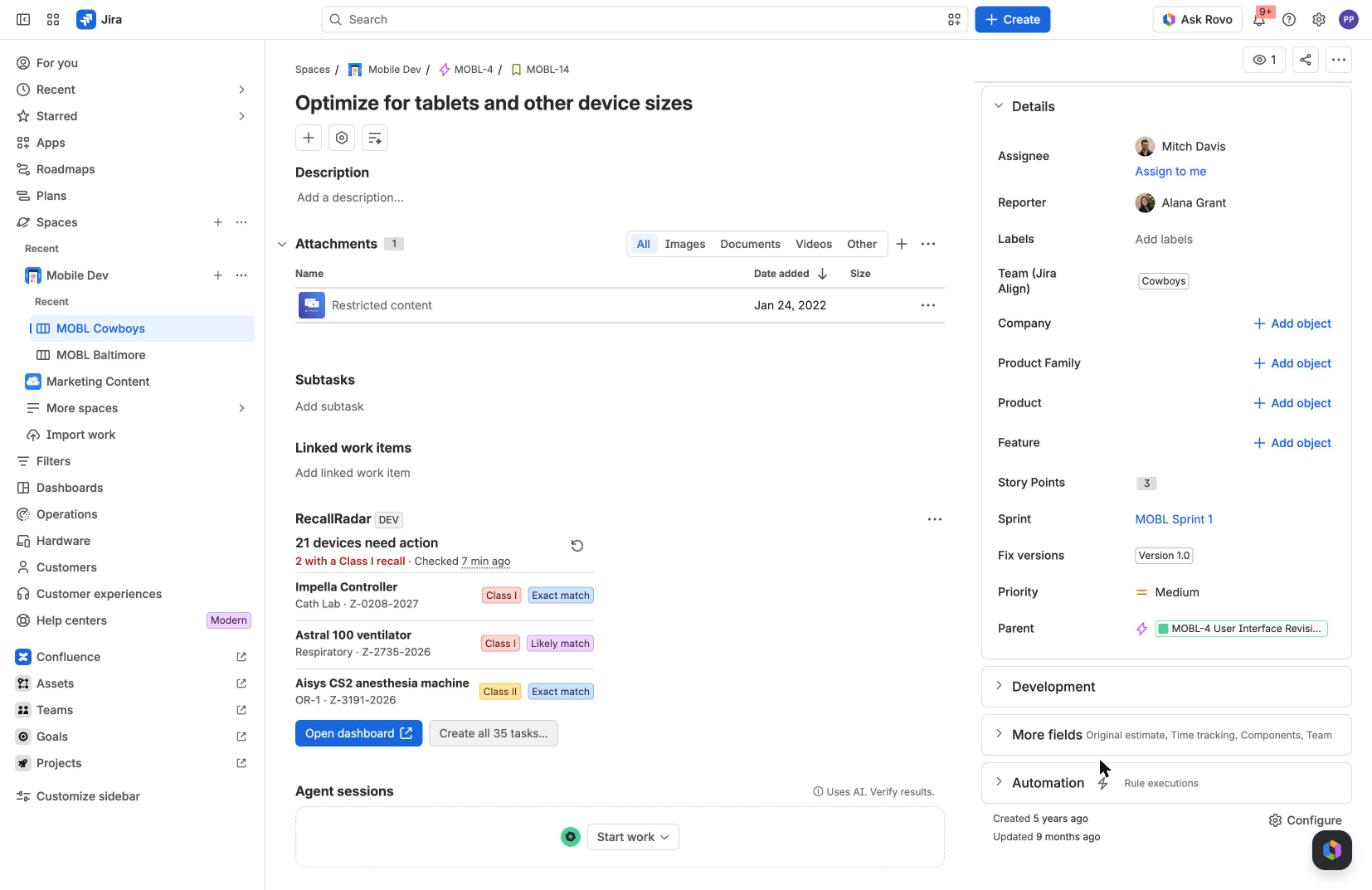 Jira
Search
Create
Ask Rovo
9+
PP
For you
Recent
Starred
Apps
Roadmaps
Plans
Spaces
Recent
Mobile Dev
Recent
MOBL Cowboys
MOBL Baltimore
Marketing Content
More spaces
Import work
Filters
Dashboards
Operations
Hardware
Customers
Customer experiences
Help centers Modern
Confluence
Assets
Teams
Goals
Projects
Customize sidebar
Spaces / Mobile Dev / MOBL-4 / MOBL-14
Optimize for tablets and other device sizes
Description
Add a description...
Attachments 1 All Images Documents Videos Other
Name Date added Size
Restricted content Jan 24, 2022
Subtasks
Add subtask
Linked work items
Add linked work item
RecallRadar DEV
21 devices need action
2 with a Class I recall · Checked 7 min ago
Impella Controller
Cath Lab · Z-0208-2027
Class I Exact match
Astral 100 ventilator
Respiratory · Z-2735-2026
Class I Likely match
Aisys CS2 anesthesia machine
OR-1 · Z-3191-2026
Class II Exact match
Open dashboard Create all 35 tasks...
Agent sessions Uses AI. Verify results.
Start work
1
Details
Assignee Mitch Davis
Assign to me
Reporter Alana Grant
Labels Add labels
Team (Jira
Align)
Cowboys
Company + Add object
Product Family + Add object
Product + Add object
Feature + Add object
Story Points 3
Sprint MOBL Sprint 1
Fix versions Version 1.0
Priority Medium
Parent MOBL-4 User Interface Revisi...
Development
More fields Original estimate, Time tracking, Components, Team
Automation Rule executions
Created 5 years ago
Configure
Updated 9 months ago